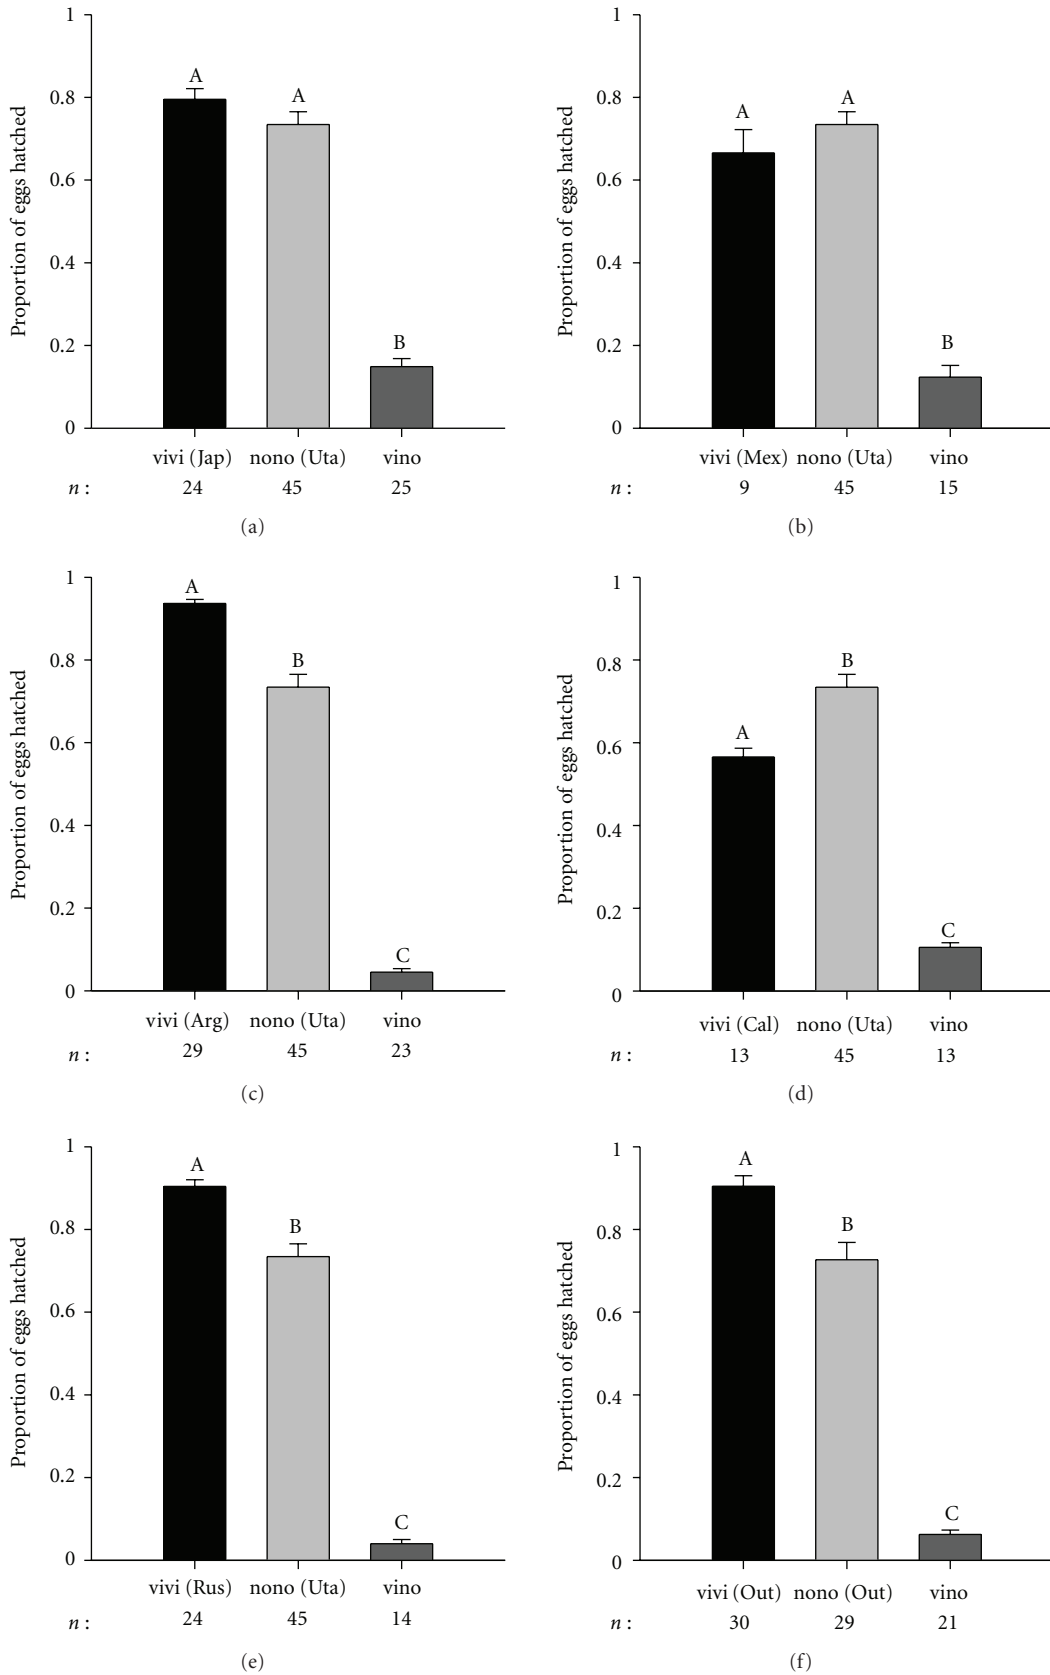 Proportion of eggs hatched
1
0.8
0.6
0.4
0.2
0
A
A
B
vivi (Jap) nono (Uta) vino
n : 24 45 25
(a)
Proportion of eggs hatched
1
0.8
0.6
0.4
0.2
0
A
A
B
vivi (Mex) nono (Uta) vino
n : 9 45 15
(b)
Proportion of eggs hatched
1
0.8
0.6
0.4
0.2
0
A
B
C
vivi (Arg) nono (Uta) vino
n : 29 45 23
(c)
Proportion of eggs hatched
1
0.8
0.6
0.4
0.2
0
A
B
C
vivi (Cal) nono (Uta) vino
n : 13 45 13
(d)
Proportion of eggs hatched
1
0.8
0.6
0.4
0.2
0
A
B
C
vivi (Rus) nono (Uta) vino
n : 24 45 14
(e)
Proportion of eggs hatched
1
0.8
0.6
0.4
0.2
0
A
B
C
vivi (Out) nono (Out) vino
n : 30 29 21
(f)